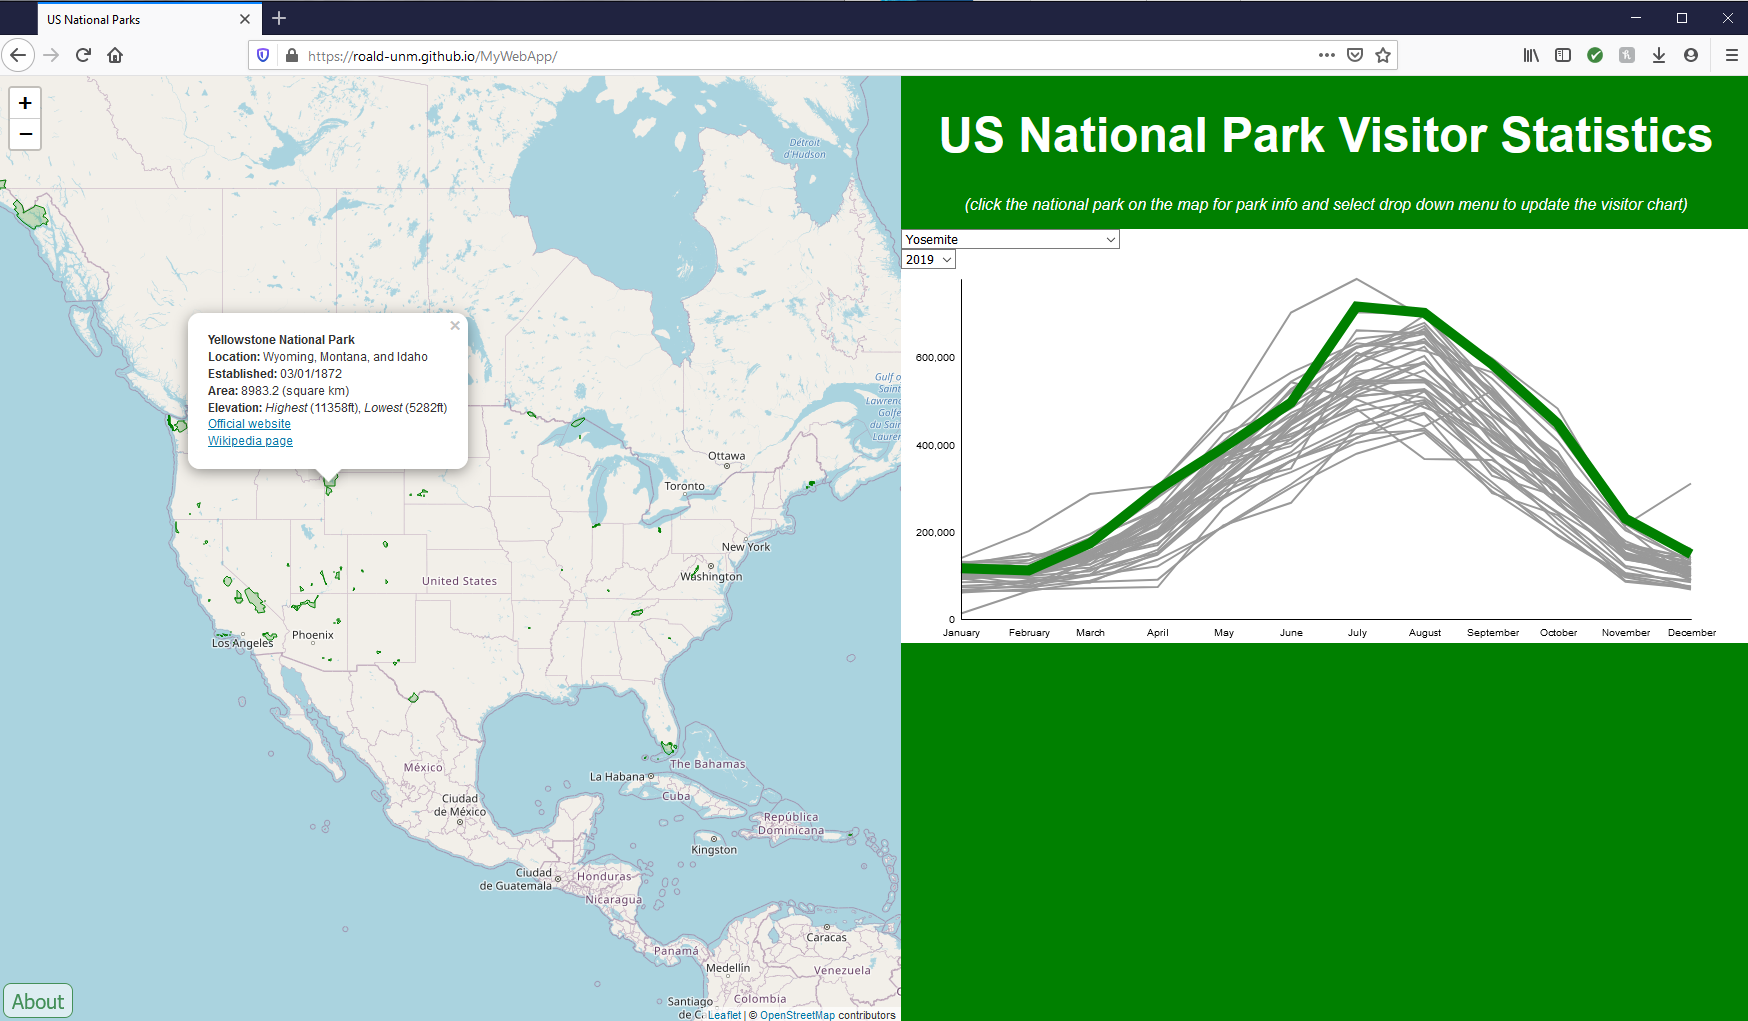 US National Parks
https://roald-unm.github.io/MyWebApp/
+
−
US National Park Visitor Statistics
(click the national park on the map for park info and select drop down menu to update the visitor chart)
Yosemite
2019
Yellowstone National Park
Location: Wyoming, Montana, and Idaho
Established: 03/01/1872
Area: 8983.2 (square km)
Elevation: Highest (11358ft), Lowest (5282ft)
Official website
Wikipedia page
600,000
400,000
200,000
0
January February March April May June July August September October November December
Détroit
d'Hudson
Gulf o
Saint
Lawren
Golfe
du Sain
Lauren
Ottawa
Toronto
New York
Washington
United States
Los Angeles
Phoenix
México
Ciudad
de México
La Habana
The Bahamas
Cuba
República
Dominicana
Kingston
Ciudad
de Guatemala
Honduras
Nicaragua
Panamá
Caracas
Medellín
Venezuela
Colombia
Santiago
de C
About
Leaflet | © OpenStreetMap contributors